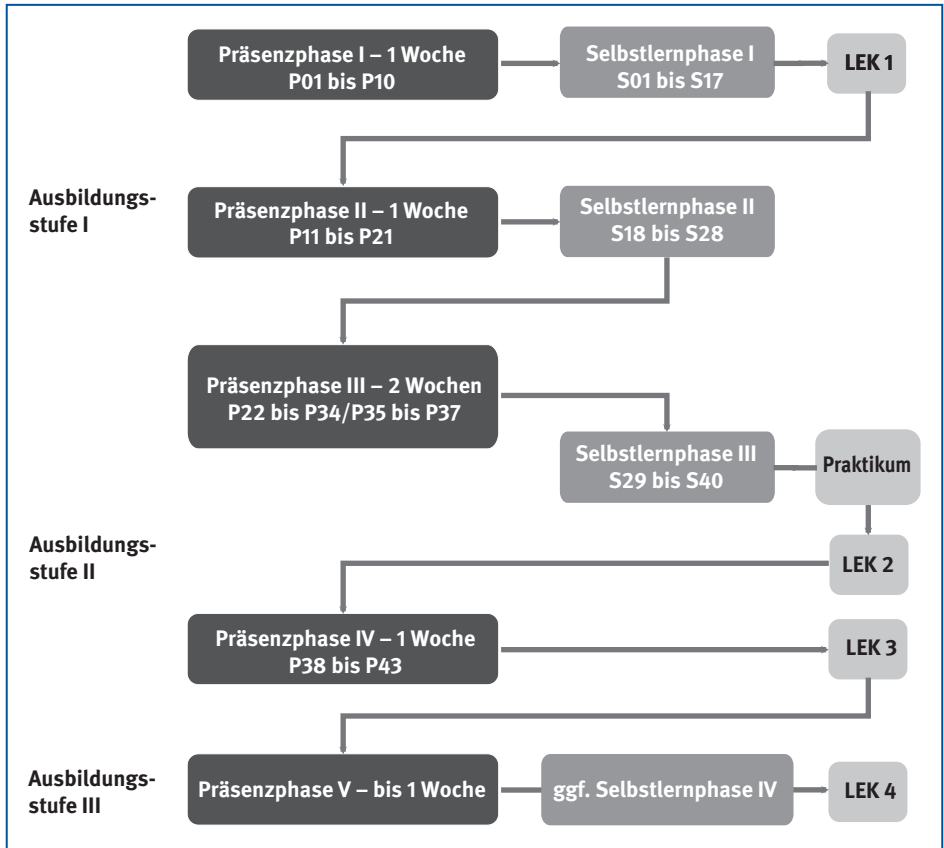 Präsenzphase I – 1 Woche
P01 bis P10
Selbstlernphase I
S01 bis S17
LEK 1
Ausbildungs-
stufe I
Präsenzphase II – 1 Woche
P11 bis P21
Selbstlernphase II
S18 bis S28
Präsenzphase III – 2 Wochen
P22 bis P34/P35 bis P37
Selbstlernphase III
S29 bis S40
Praktikum
Ausbildungs-
stufe II
LEK 2
Präsenzphase IV – 1 Woche
P38 bis P43
LEK 3
Ausbildungs-
stufe III
Präsenzphase V – bis 1 Woche
ggf. Selbstlernphase IV
LEK 4